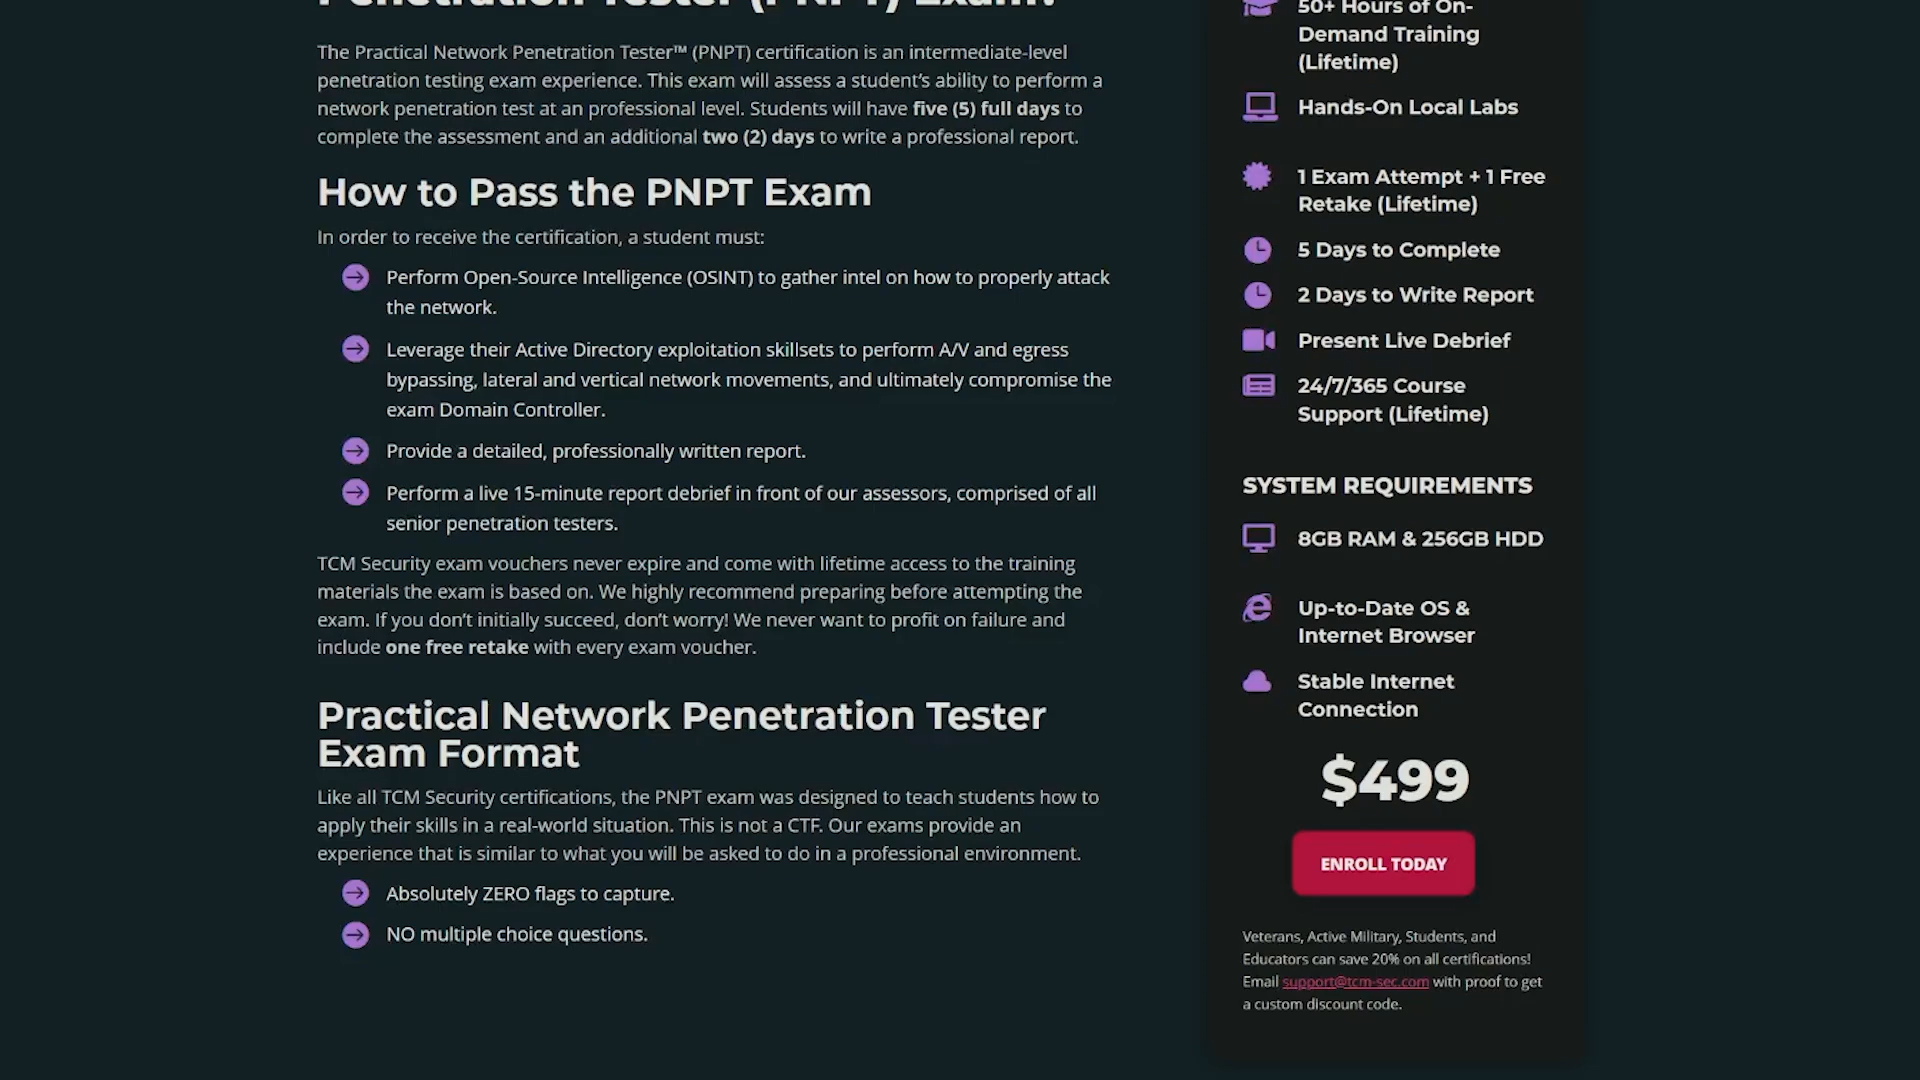 Penetration Tester (PNPT) Exam?
The Practical Network Penetration Tester™ (PNPT) certification is an intermediate-level
penetration testing exam experience. This exam will assess a student’s ability to perform a
network penetration test at an professional level. Students will have five (5) full days to
complete the assessment and an additional two (2) days to write a professional report.
How to Pass the PNPT Exam
In order to receive the certification, a student must:
Perform Open-Source Intelligence (OSINT) to gather intel on how to properly attack
the network.
Leverage their Active Directory exploitation skillsets to perform A/V and egress
bypassing, lateral and vertical network movements, and ultimately compromise the
exam Domain Controller.
Provide a detailed, professionally written report.
Perform a live 15-minute report debrief in front of our assessors, comprised of all
senior penetration testers.
TCM Security exam vouchers never expire and come with lifetime access to the training
materials the exam is based on. We highly recommend preparing before attempting the
exam. If you don’t initially succeed, don’t worry! We never want to profit on failure and
include one free retake with every exam voucher.
Practical Network Penetration Tester
Exam Format
Like all TCM Security certifications, the PNPT exam was designed to teach students how to
apply their skills in a real-world situation. This is not a CTF. Our exams provide an
experience that is similar to what you will be asked to do in a professional environment.
Absolutely ZERO flags to capture.
NO multiple choice questions.
50+ Hours of On-
Demand Training
(Lifetime)
Hands-On Local Labs
1 Exam Attempt + 1 Free
Retake (Lifetime)
5 Days to Complete
2 Days to Write Report
Present Live Debrief
24/7/365 Course
Support (Lifetime)
SYSTEM REQUIREMENTS
8GB RAM & 256GB HDD
Up-to-Date OS &
Internet Browser
Stable Internet
Connection
$499
ENROLL TODAY
Veterans, Active Military, Students, and
Educators can save 20% on all certifications!
Email support@tcm-sec.com with proof to get
a custom discount code.